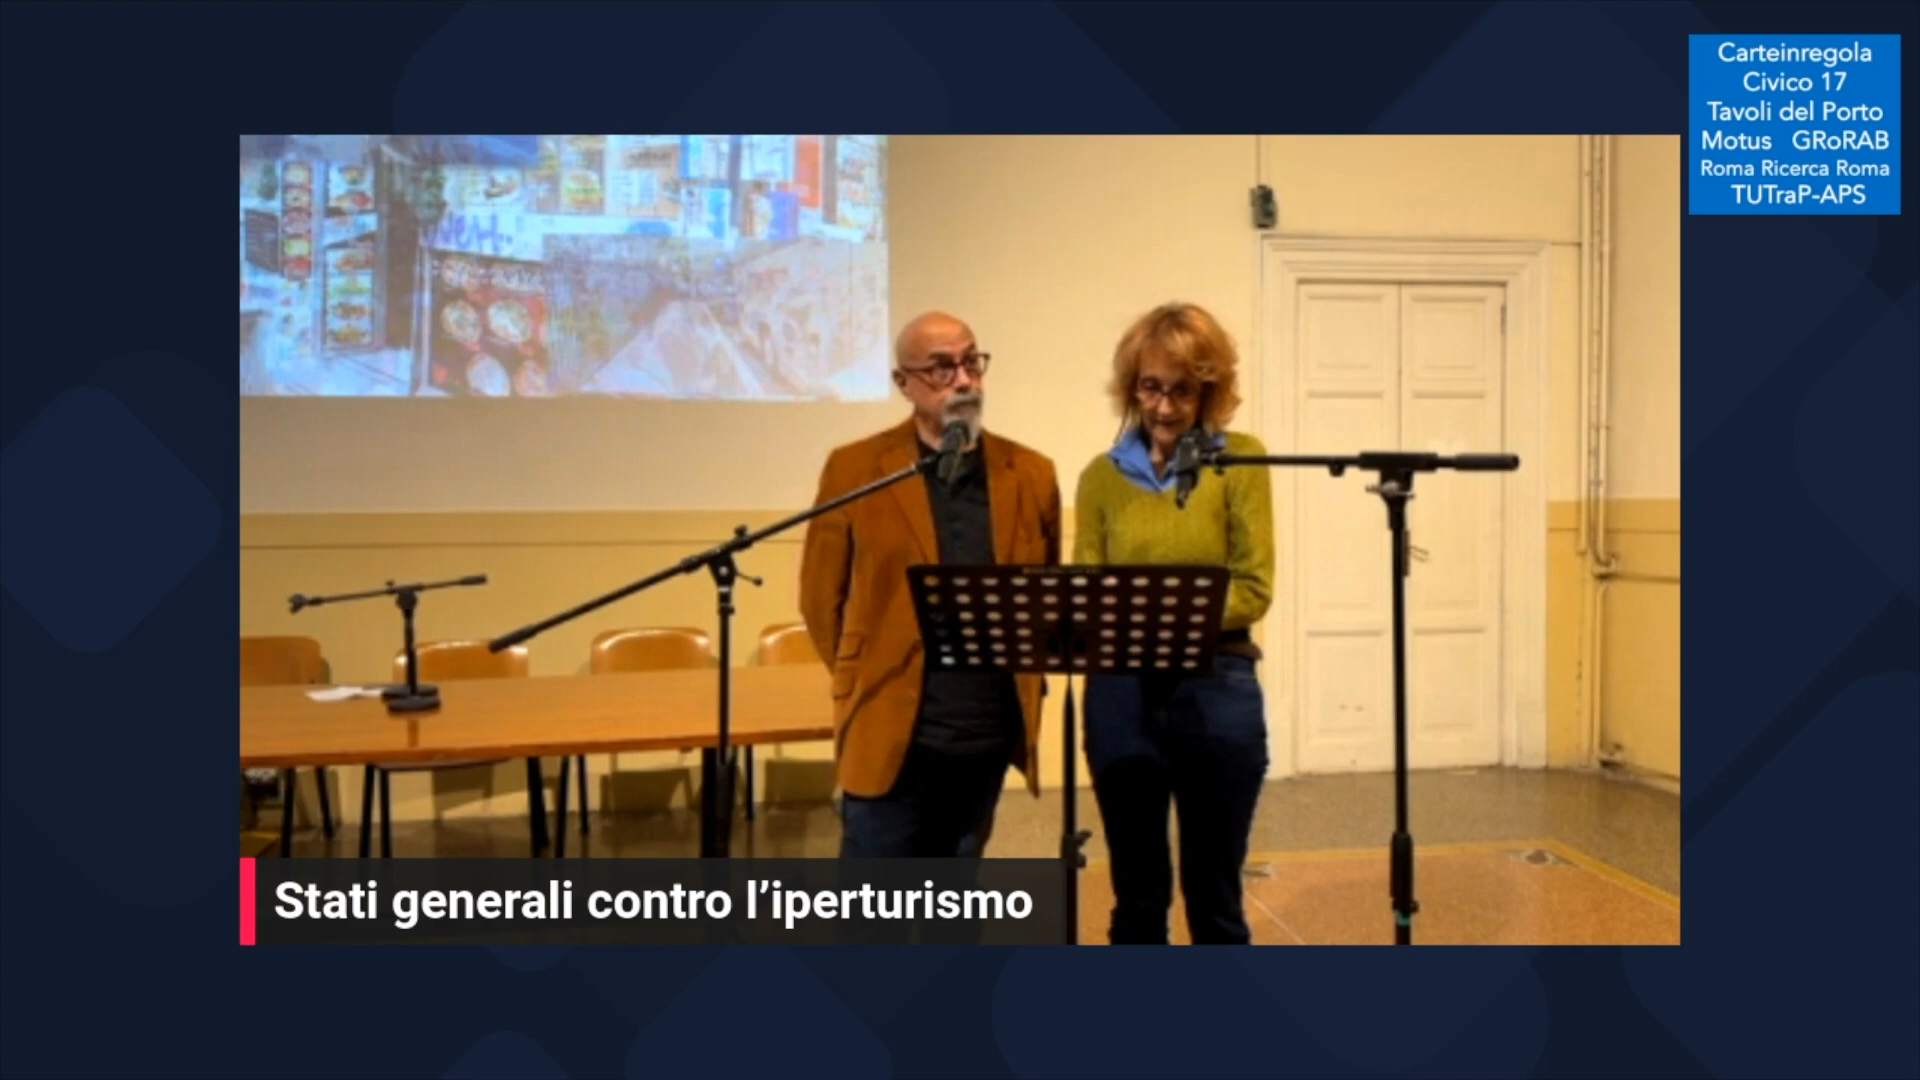 Carteinregola
Civico 17
Tavoli del Porto
Motus GRoRAB
Roma Ricerca Roma
TUTraP-APS
Stati generali contro l’iperturismo